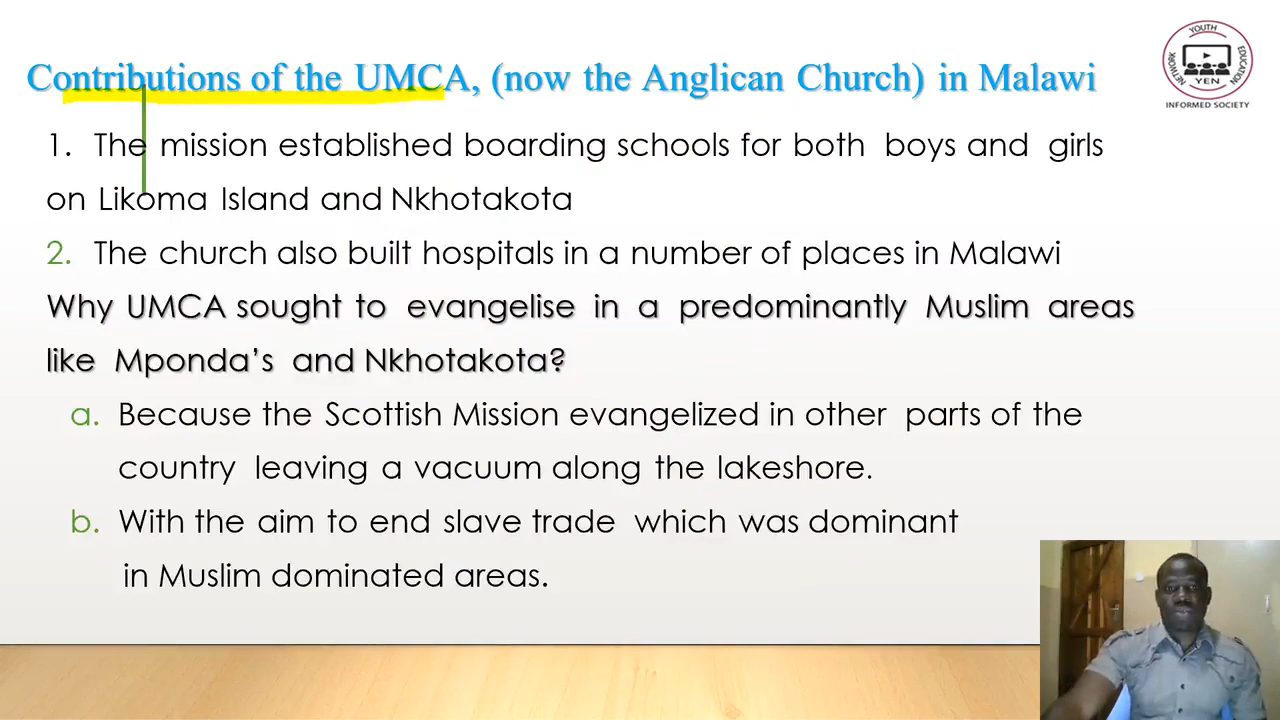 Contributions of the UMCA, (now the Anglican Church) in Malawi
YOUTH EDUCATION NETWORK
YEN
INFORMED SOCIETY
1. The mission established boarding schools for both boys and girls
on Likoma Island and Nkhotakota
2. The church also built hospitals in a number of places in Malawi
Why UMCA sought to evangelise in a predominantly Muslim areas
like Mponda's and Nkhotakota?
a. Because the Scottish Mission evangelized in other parts of the
country leaving a vacuum along the lakeshore.
b. With the aim to end slave trade which was dominant
in Muslim dominated areas.